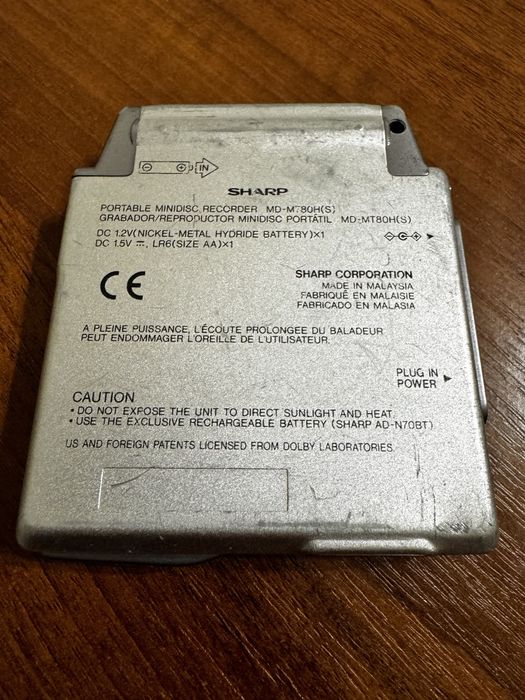 IN
SHARP
PORTABLE MINIDISC RECORDER MD-MT80H(S)
GRABADOR/REPRODUCTOR MINIDISC PORTÁTIL MD-MT80H(S)
DC 1.2V(NICKEL-METAL HYDRIDE BATTERY)×1
DC 1.5V ⎓, LR6(SIZE AA)×1
SHARP CORPORATION
MADE IN MALAYSIA
FABRIQUÉ EN MALAISIE
FABRICADO EN MALASIA
CE
A PLEINE PUISSANCE, L'ÉCOUTE PROLONGEE DU BALADEUR
PEUT ENDOMMAGER L'OREILLE DE L'UTILISATEUR.
PLUG IN
POWER
CAUTION
• DO NOT EXPOSE THE UNIT TO DIRECT SUNLIGHT AND HEAT.
• USE THE EXCLUSIVE RECHARGEABLE BATTERY (SHARP AD-N70BT)
US AND FOREIGN PATENTS LICENSED FROM DOLBY LABORATORIES.